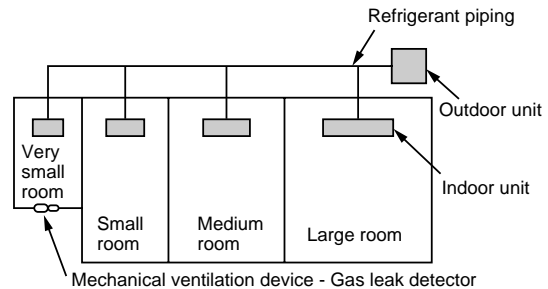 Refrigerant piping
Outdoor unit
Indoor unit
Very
small
room
Small
room
Medium
room
Large room
Mechanical ventilation device - Gas leak detector